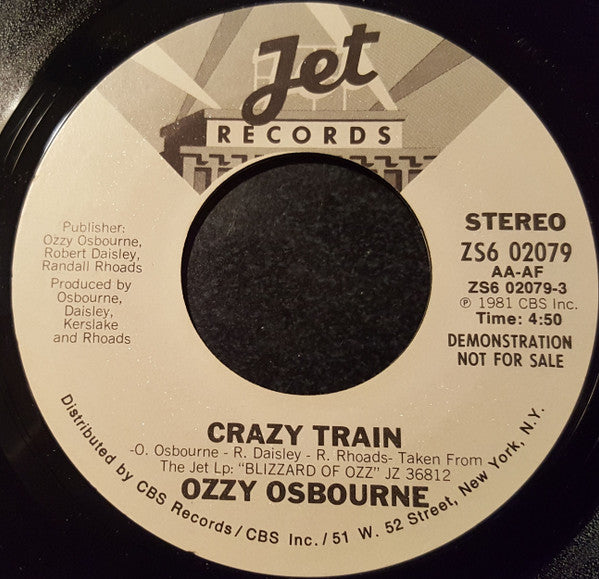 Jet
RECORDS
Publisher:
Ozzy Osbourne,
Robert Daisley,
Randall Rhoads
Produced by
Osbourne,
Daisley,
Kerslake
and Rhoads
STEREO
ZS6 02079
AA-AF
ZS6 02079-3
℗ 1981 CBS Inc.
Time: 4:50
DEMONSTRATION
NOT FOR SALE
CRAZY TRAIN
-O. Osbourne - R. Daisley - R. Rhoads- Taken From
The Jet Lp: "BLIZZARD OF OZZ" JZ 36812
OZZY OSBOURNE
Distributed by CBS Records/CBS Inc./51 W. 52 Street, New York, N.Y.